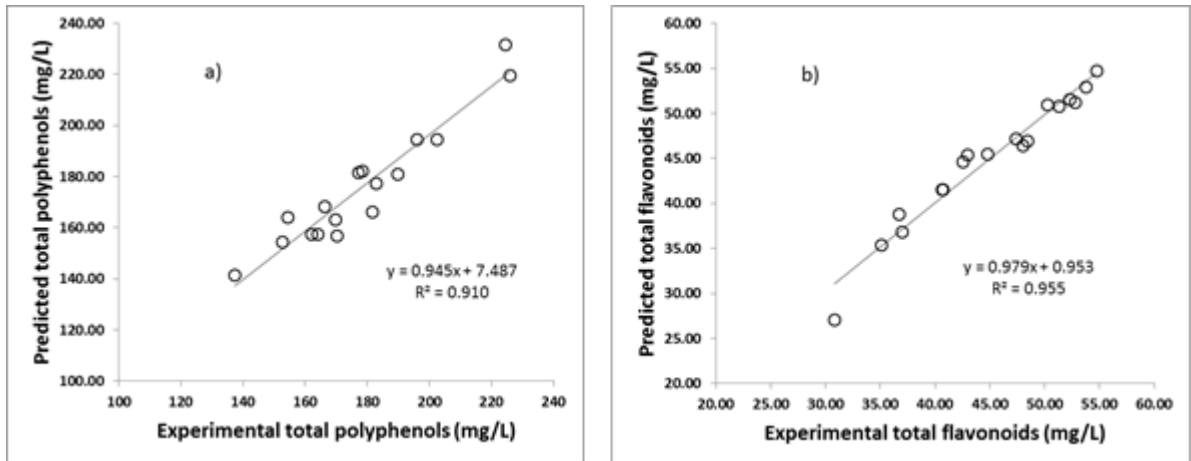 a)
Predicted total polyphenols (mg/L)
240.00
220.00
200.00
180.00
160.00
140.00
120.00
100.00
y = 0.945x + 7.487
R² = 0.910
100 120 140 160 180 200 220 240
Experimental total polyphenols (mg/L)
b)
Predicted total flavonoids (mg/L)
60.00
55.00
50.00
45.00
40.00
35.00
30.00
25.00
20.00
y = 0.979x + 0.953
R² = 0.955
20.00 25.00 30.00 35.00 40.00 45.00 50.00 55.00 60.00
Experimental total flavonoids (mg/L)